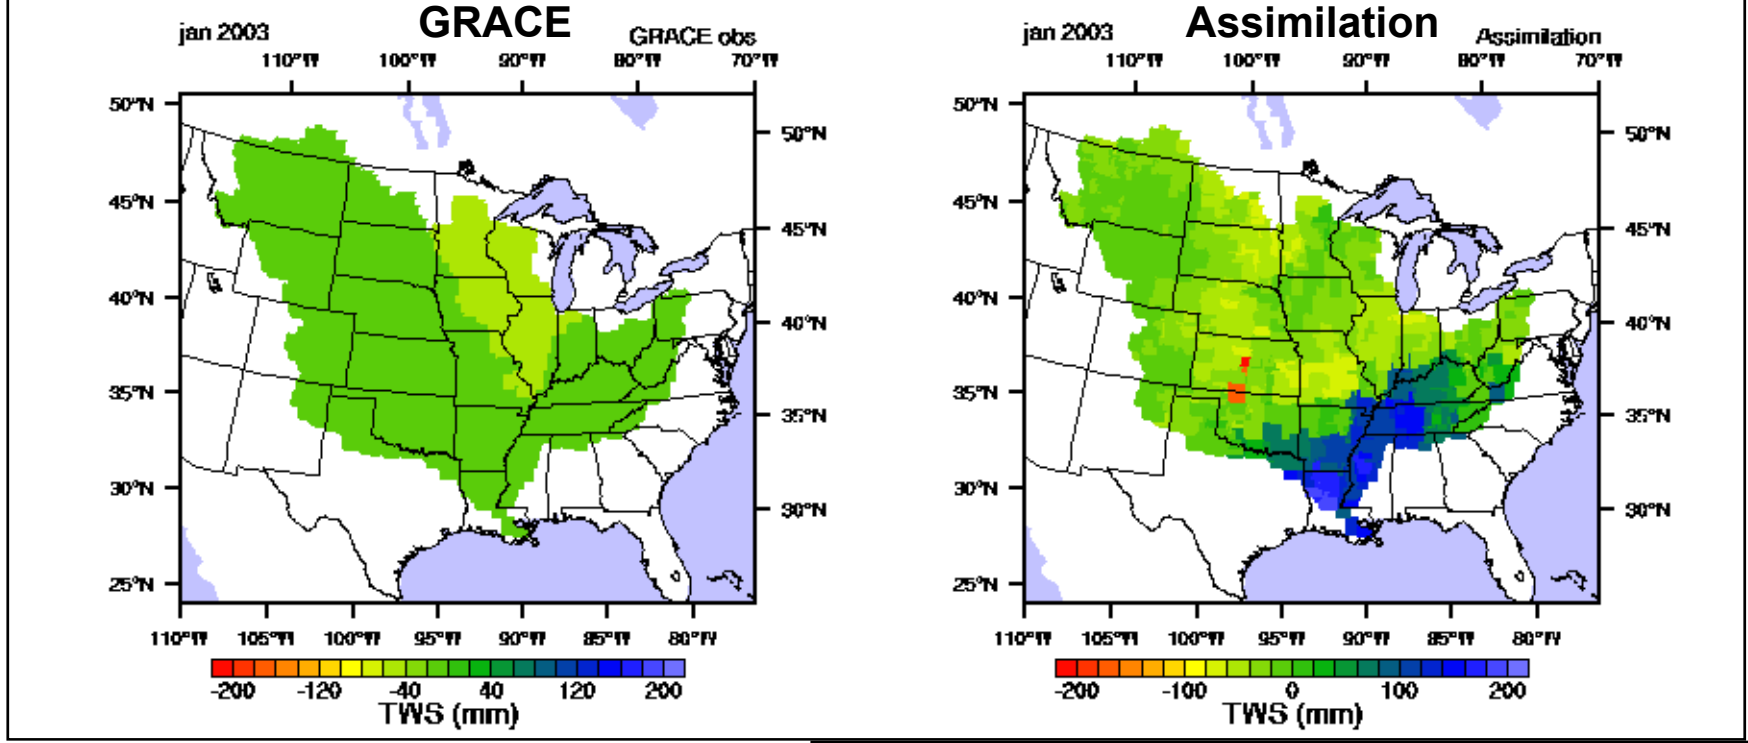 GRACE
jan 2003
GRACE obs
110°W 100°W 90°W 80°W 70°W
50°N
45°N
40°N
35°N
30°N
25°N
50°N
45°N
40°N
35°N
30°N
110°W 105°W 100°W 95°W 90°W 85°W 80°W
-200 -120 -40 40 120 200
TWS (mm)
Assimilation
jan 2003
Assimilation
110°W 100°W 90°W 80°W 70°W
50°N
45°N
40°N
35°N
30°N
25°N
50°N
45°N
40°N
35°N
30°N
110°W 105°W 100°W 95°W 90°W 85°W 80°W
-200 -100 0 100 200
TWS (mm)